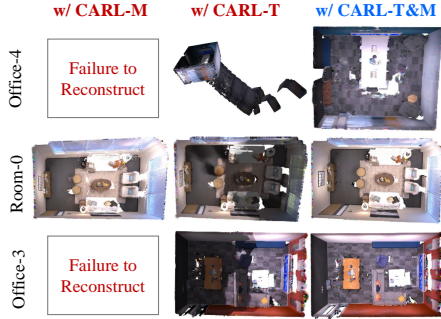 w/ CARL-M w/ CARL-T w/ CARL-T&M
Office-4
Failure to
Reconstruct
Room-0
Office-3
Failure to
Reconstruct